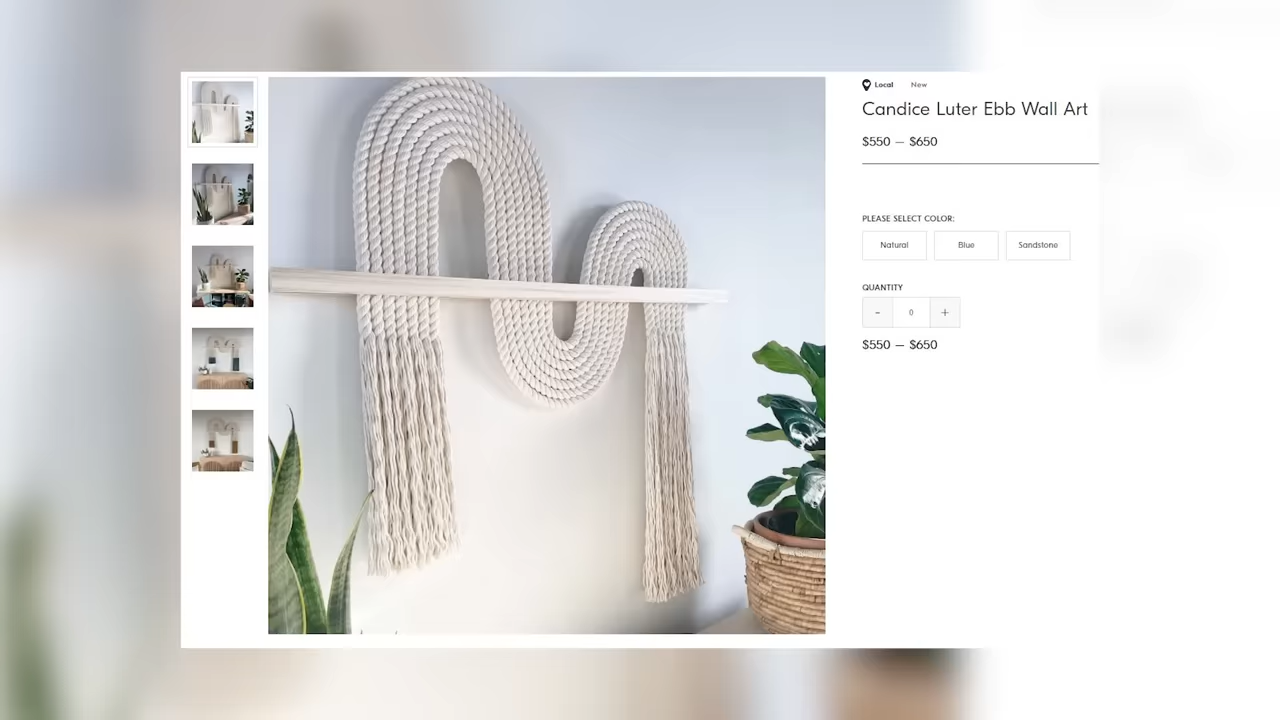 Local New
Candice Luter Ebb Wall Art
$550 — $650
PLEASE SELECT COLOR:
Natural Blue Sandstone
QUANTITY
- 0 +
$550 — $650